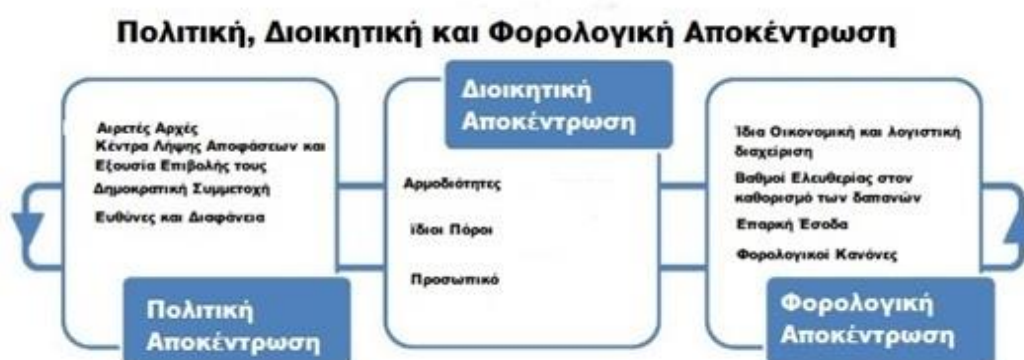 Πολιτική, Διοικητική και Φορολογική Αποκέντρωση
Αιρετές Αρχές
Κέντρα Λήψης Αποφάσεων και
Εξουσία Επιβολής τους
Δημοκρατική Συμμετοχή
Ευθύνες και Διαφάνεια
Πολιτική
Αποκέντρωση
Διοικητική
Αποκέντρωση
Αρμοδιότητες
ίδιοι Πόροι
Προσωπικό
Ίδια Οικονομική και λογιστική
διαχείριση
Βαθμοί Ελευθερίας στον
καθορισμό των δαπανών
Επαρκή Έσοδα
Φορολογικοί Κανόνες
Φορολογική
Αποκέντρωση